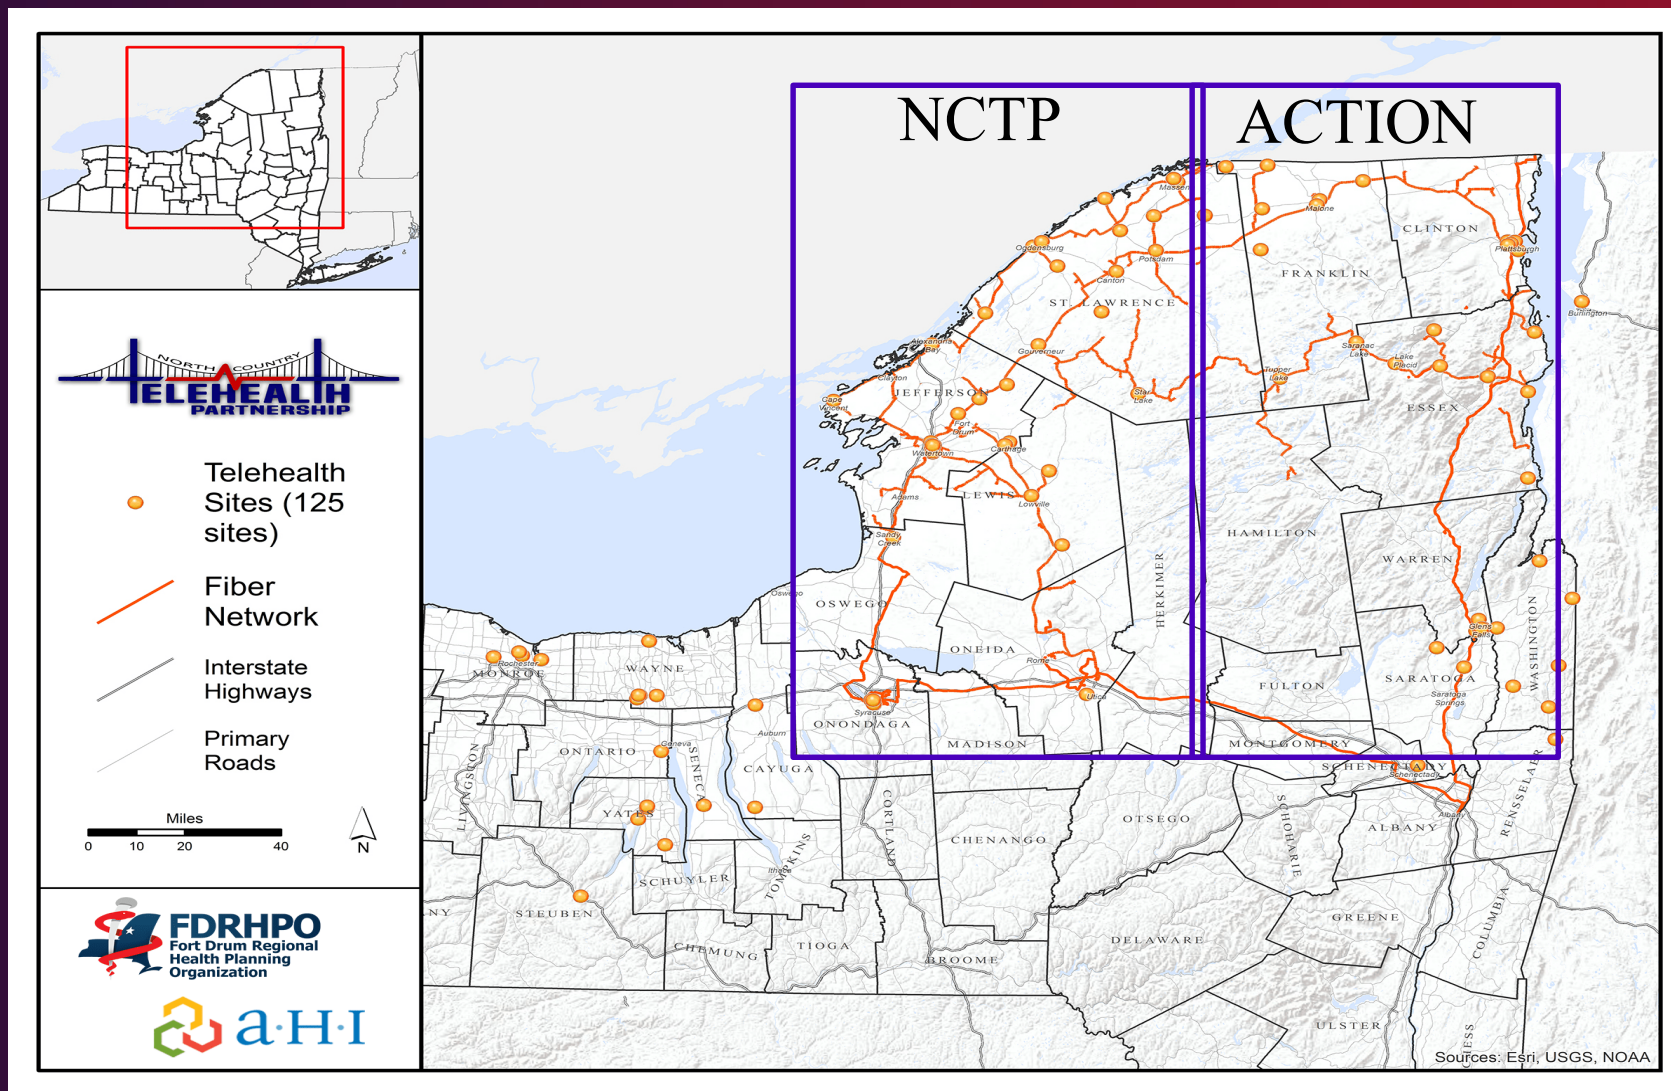 NORTH COUNTRY
TELEHEALTH
PARTNERSHIP
Telehealth
Sites (125
sites)
Fiber
Network
Interstate
Highways
Primary
Roads
Miles
0 10 20 40
N
FDRHPO
Fort Drum Regional
Health Planning
Organization
a·H·I
NCTP
ACTION
Massena
Malone
CLINTON
Plattsburgh
Ogdensburg
Potsdam
Canton
FRANKLIN
ST. LAWRENCE
Burlington
Alexandria
Bay
Gouverneur
Saranac
Lake
Lake
Placid
Tupper
Lake
Clayton
JEFFERSON
Star
Lake
Cape
Vincent
ESSEX
Fort
Drum
Watertown
Carthage
Adams
LEWIS
Lowville
Sandy
Creek
HAMILTON
WARREN
HERKIMER
Oswego
OSWEGO
WASHINGTON
Glens
Falls
ONEIDA
Rome
Rochester
MONROE
WAYNE
FULTON
SARATOGA
Saratoga
Springs
Utica
Syracuse
ONONDAGA
Auburn
MADISON
MONTGOMERY
Geneva
ONTARIO
SENECA
CAYUGA
SCHENECTADY
Schenectady
LIVINGSTON
YATES
CORTLAND
OTSEGO
SCHOHARIE
Albany
ALBANY
RENSSELAER
CHENANGO
TOMPKINS
Ithaca
SCHUYLER
NY
STEUBEN
CHEMUNG
TIOGA
BROOME
DELAWARE
GREENE
COLUMBIA
ULSTER
HESS
Sources: Esri, USGS, NOAA